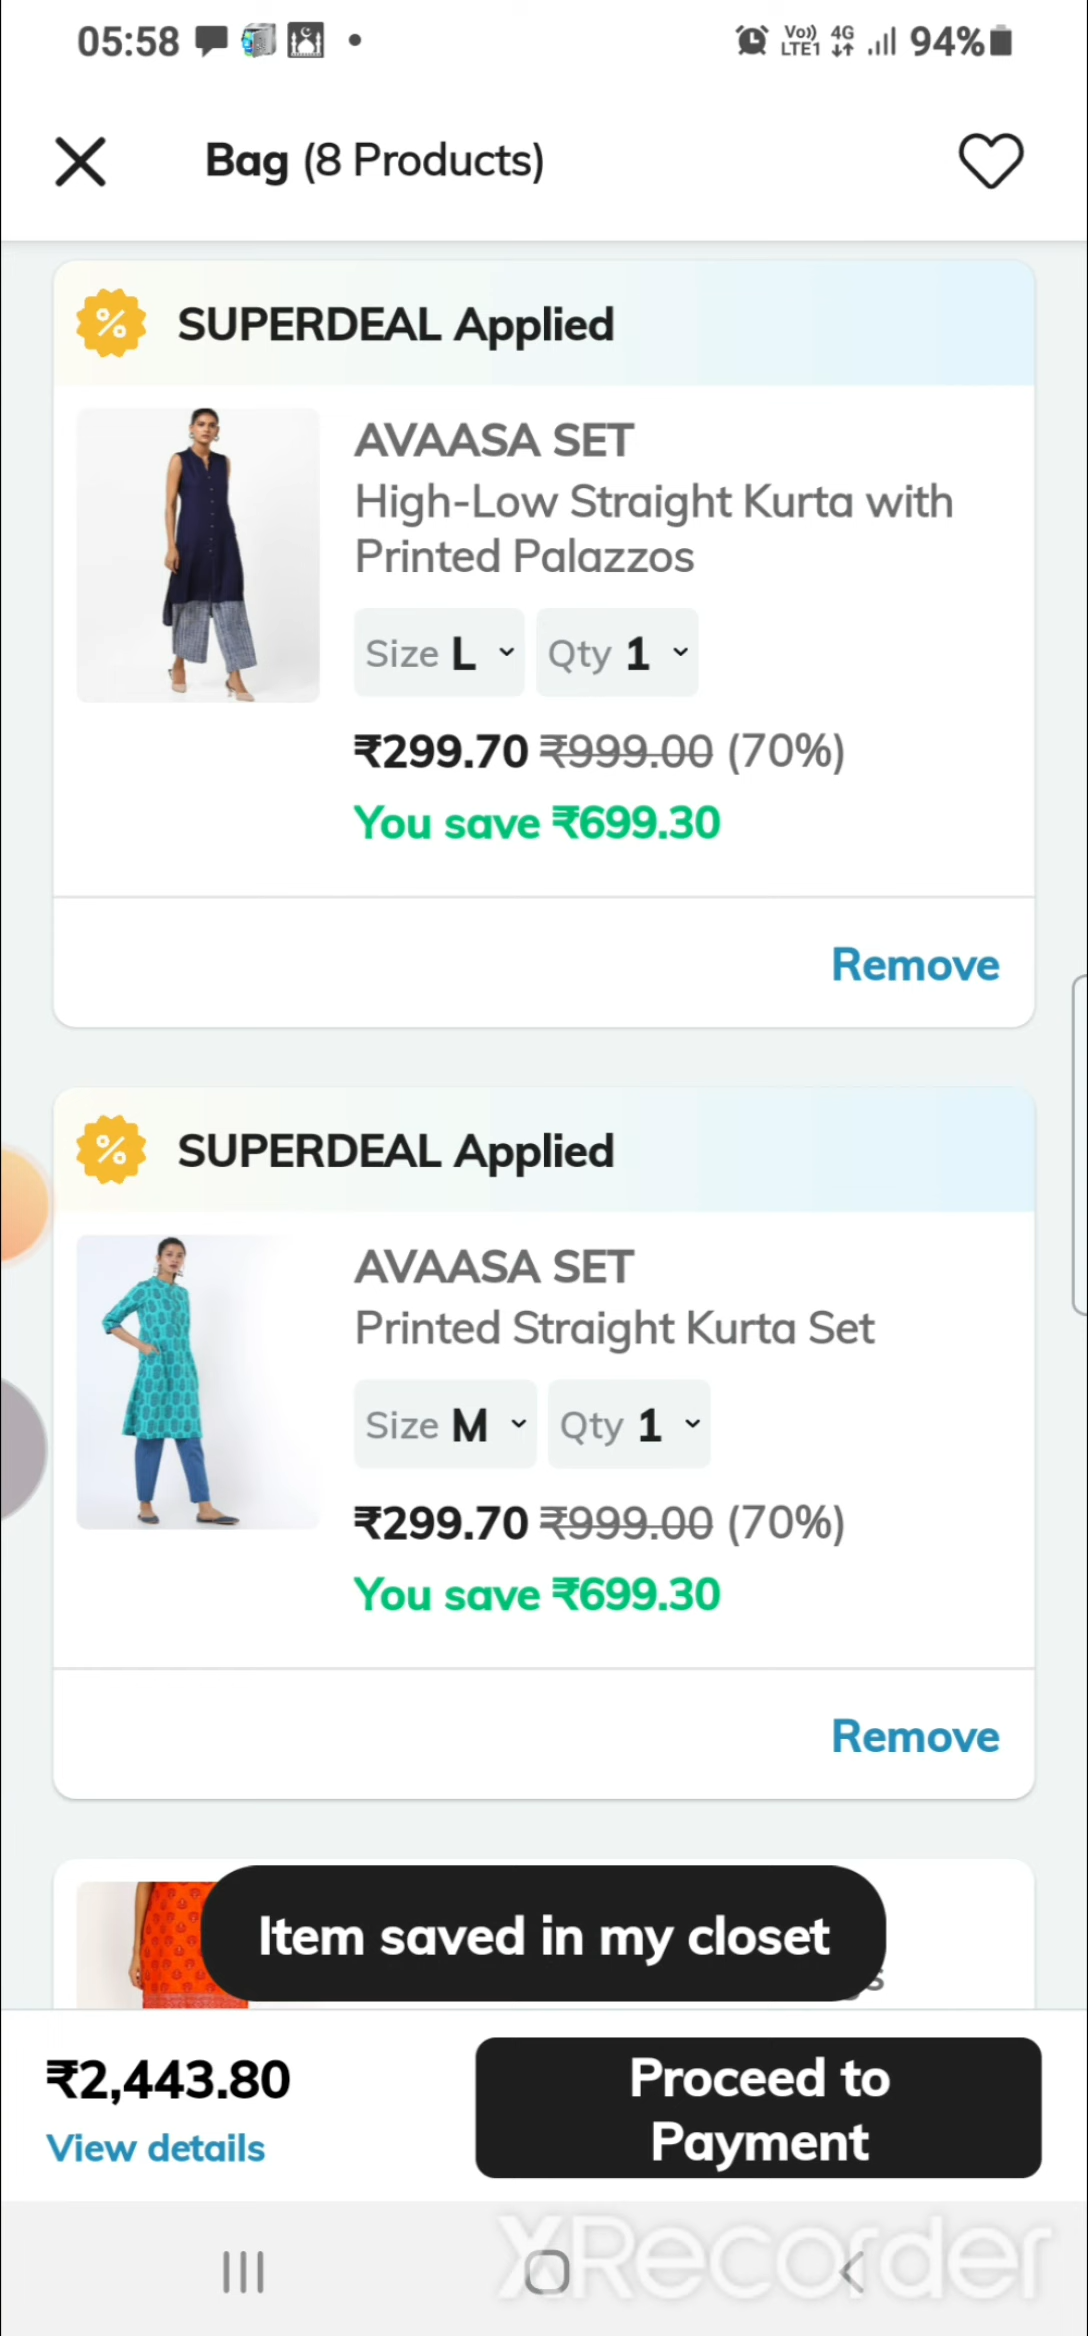 05:58
Vo)) LTE1 4G 94%
Bag (8 Products)
SUPERDEAL Applied
AVAASA SET
High-Low Straight Kurta with
Printed Palazzos
Size L Qty 1
₹299.70 ₹999.00 (70%)
You save ₹699.30
Remove
SUPERDEAL Applied
AVAASA SET
Printed Straight Kurta Set
Size M Qty 1
₹299.70 ₹999.00 (70%)
You save ₹699.30
Remove
Item saved in my closet
₹2,443.80
View details
Proceed to
Payment
XRecorder